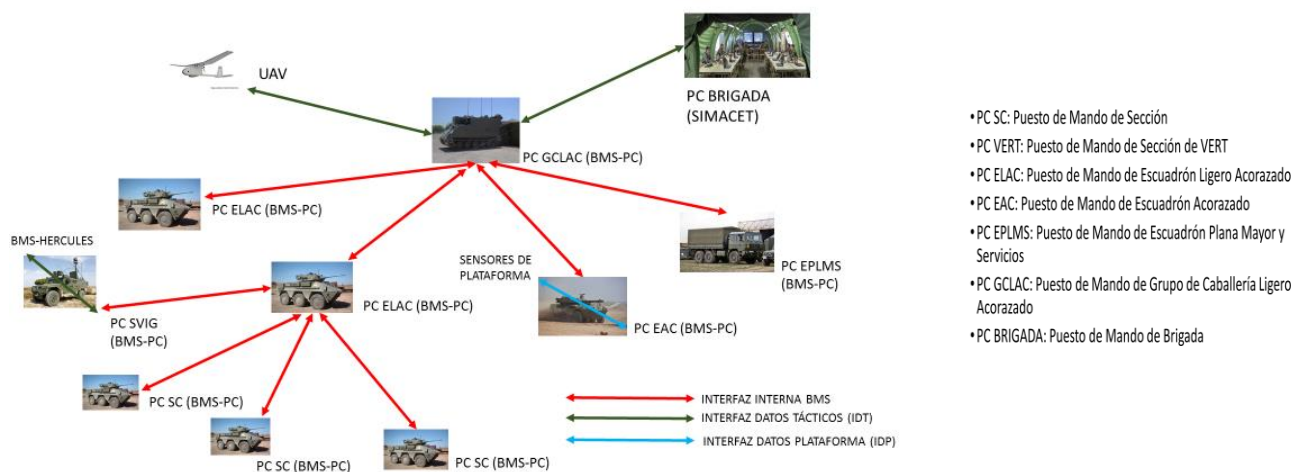 UAV
PC BRIGADA
(SIMACET)
PC GCLAC (BMS-PC)
PC ELAC (BMS-PC)
BMS-HERCULES
PC SVIG
(BMS-PC)
PC ELAC (BMS-PC)
SENSORES DE
PLATAFORMA
PC EAC (BMS-PC)
PC EPLMS
(BMS-PC)
PC SC (BMS-PC)
PC SC (BMS-PC)
PC SC (BMS-PC)
INTERFAZ INTERNA BMS
INTERFAZ DATOS TÁCTICOS (IDT)
INTERFAZ DATOS PLATAFORMA (IDP)
•PC SC: Puesto de Mando de Sección
•PC VERT: Puesto de Mando de Sección de VERT
•PC ELAC: Puesto de Mando de Escuadrón Ligero Acorazado
•PC EAC: Puesto de Mando de Escuadrón Acorazado
•PC EPLMS: Puesto de Mando de Escuadrón Plana Mayor y
Servicios
•PC GCLAC: Puesto de Mando de Grupo de Caballería Ligero
Acorazado
•PC BRIGADA: Puesto de Mando de Brigada